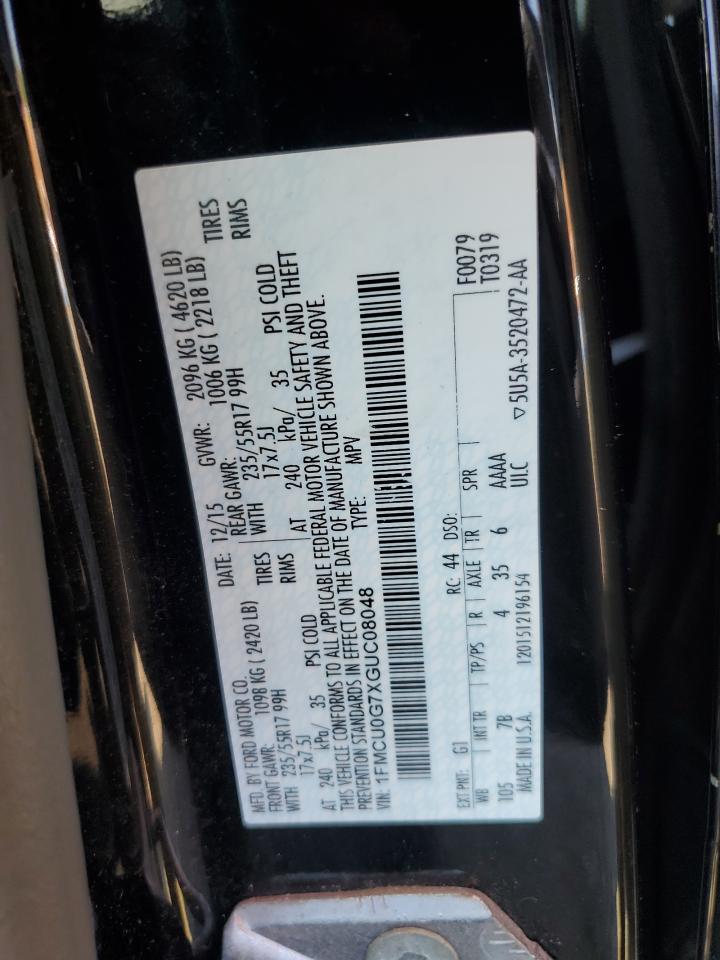 MFD. BY FORD MOTOR CO. DATE: 12/15 GVWR: 2096 KG ( 4620 LB)
FRONT GAWR: 1098 KG ( 2420 LB) REAR GAWR: 1006 KG ( 2218 LB)
WITH 235/55R17 99H TIRES WITH 235/55R17 99H TIRES
17x7.5J RIMS 17x7.5J RIMS
AT 240 kPa/ 35 PSI COLD AT 240 kPa/ 35 PSI COLD
THIS VEHICLE CONFORMS TO ALL APPLICABLE FEDERAL MOTOR VEHICLE SAFETY AND THEFT
PREVENTION STANDARDS IN EFFECT ON THE DATE OF MANUFACTURE SHOWN ABOVE.
VIN: 1FMCU0G7XGUC08048 TYPE: MPV
EXT PNT: G1 RC: 44 DSO: F0079
WB INT TR TP/PS R AXLE TR SPR T0319
105 7B 4 35 6 AAAA ▽5U5A-3520472-AA
MADE IN U.S.A. 1201512196154 ULC